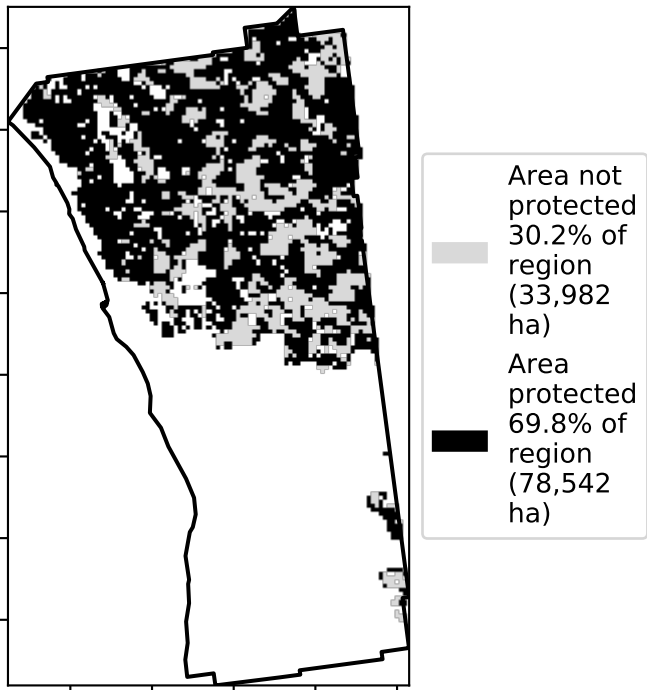 Area not
protected
30.2% of
region
(33,982
ha)
Area
protected
69.8% of
region
(78,542
ha)